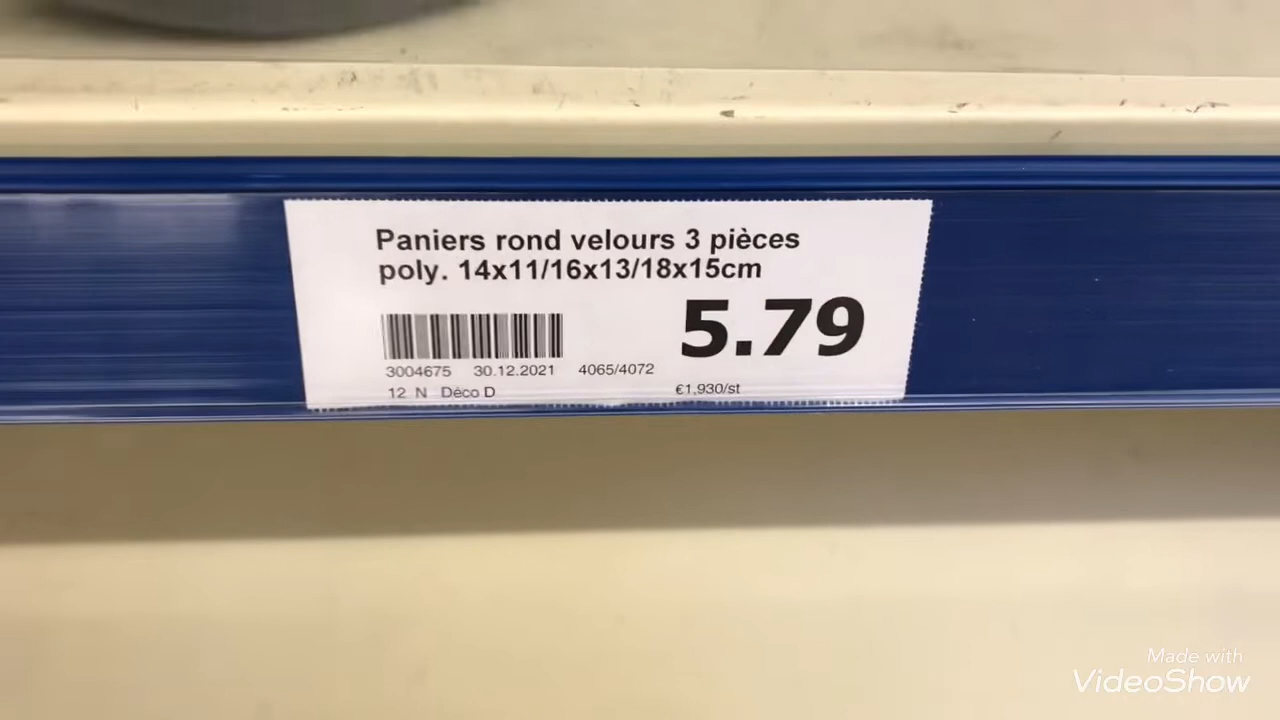 Paniers rond velours 3 pièces
poly. 14x11/16x13/18x15cm
5.79
3004675 30.12.2021 4065/4072
12 N Déco D €1,930/st
Made with
VideoShow